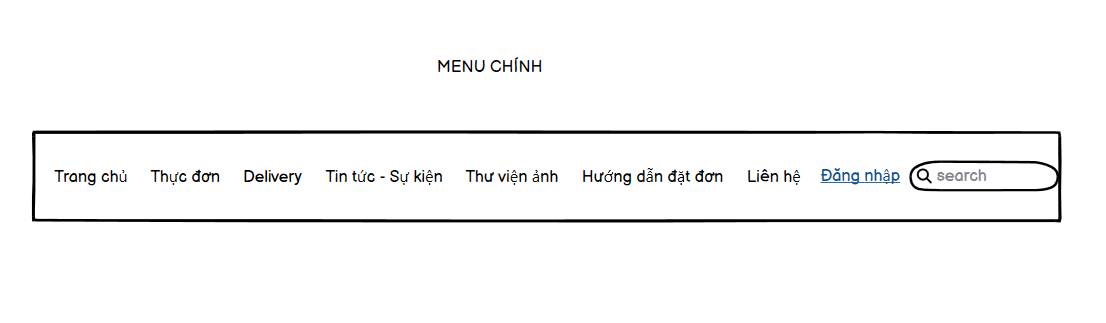 MENU CHÍNH
Trang chủ Thực đơn Delivery Tin tức - Sự kiện Thư viện ảnh Hướng dẫn đặt đơn Liên hệ Đăng nhập search